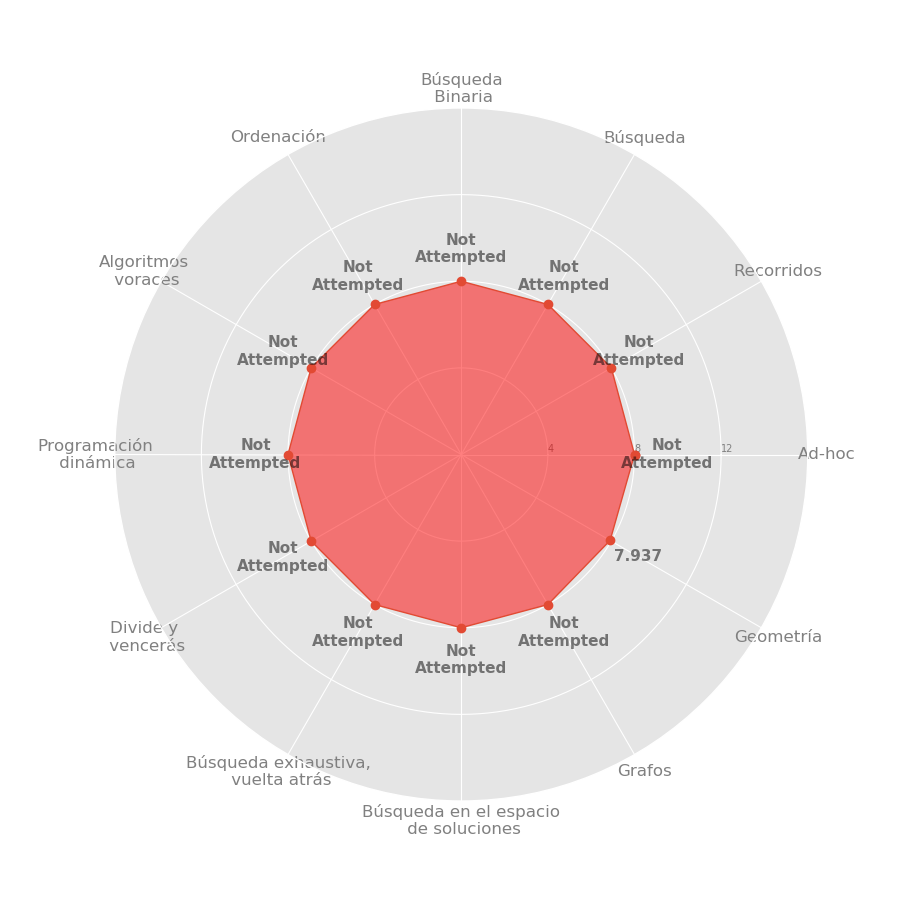 Búsqueda
Binaria
Ordenación
Búsqueda
Not
Attempted
Not
Attempted
Not
Attempted
Algoritmos
voraces
Recorridos
Not
Attempted
Not
Attempted
Programación
dinámica
Not
Attempted
4
8
Not
Attempted
12
Ad-hoc
Not
Attempted
7.937
Divide y
vencerás
Not
Attempted
Not
Attempted
Geometría
Not
Attempted
Búsqueda exhaustiva,
vuelta atrás
Grafos
Búsqueda en el espacio
de soluciones